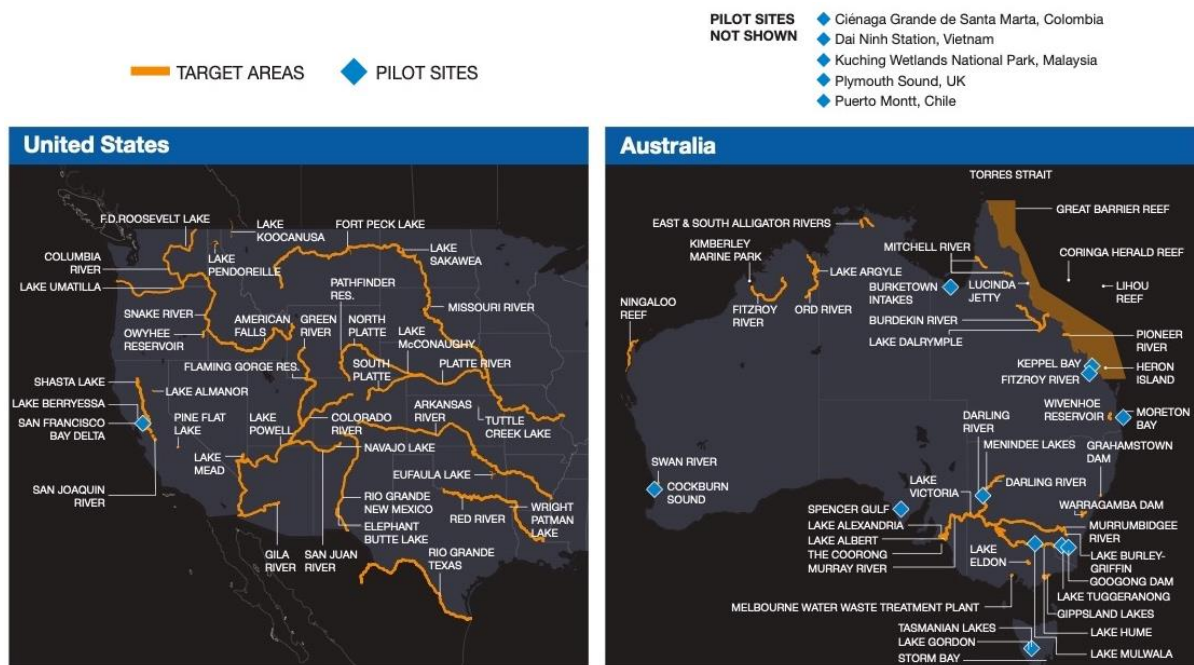 PILOT SITES
NOT SHOWN
Ciénaga Grande de Santa Marta, Colombia
Dai Ninh Station, Vietnam
Kuching Wetlands National Park, Malaysia
Plymouth Sound, UK
Puerto Montt, Chile
TARGET AREAS
PILOT SITES
United States
F.D.ROOSEVELT LAKE
LAKE
KOOCANUSA
FORT PECK LAKE
COLUMBIA
RIVER
LAKE
PENDOREILLE
LAKE
SAKAWEA
LAKE UMATILLA
PATHFINDER
RES.
MISSOURI RIVER
SNAKE RIVER
AMERICAN
FALLS
GREEN
RIVER
NORTH
PLATTE
OWYHEE
RESERVOIR
LAKE
McCONAUGHY
FLAMING GORGE RES.
SOUTH
PLATTE
PLATTE RIVER
SHASTA LAKE
LAKE ALMANOR
LAKE BERRYESSA
SAN FRANCISCO
BAY DELTA
PINE FLAT
LAKE
LAKE
POWELL
COLORADO
RIVER
ARKANSAS
RIVER
TUTTLE
CREEK LAKE
NAVAJO LAKE
LAKE
MEAD
EUFAULA LAKE
SAN JOAQUIN
RIVER
RIO GRANDE
NEW MEXICO
RED RIVER
WRIGHT
PATMAN
LAKE
ELEPHANT
BUTTE LAKE
GILA
RIVER
SAN JUAN
RIVER
RIO GRANDE
TEXAS
Australia
TORRES STRAIT
GREAT BARRIER REEF
EAST & SOUTH ALLIGATOR RIVERS
KIMBERLEY
MARINE PARK
MITCHELL RIVER
CORINGA HERALD REEF
LAKE ARGYLE
BURKETOWN
INTAKES
LUCINDA
JETTY
LIHOU
REEF
NINGALOO
REEF
FITZROY
RIVER
ORD RIVER
BURDEKIN RIVER
LAKE DALRYMPLE
PIONEER
RIVER
KEPPEL BAY
FITZROY RIVER
HERON
ISLAND
WIVENHOE
RESERVOIR
MORETON
BAY
DARLING
RIVER
MENINDEE LAKES
GRAHAMSTOWN
DAM
SWAN RIVER
COCKBURN
SOUND
LAKE
VICTORIA
DARLING RIVER
SPENCER GULF
WARRAGAMBA DAM
LAKE ALEXANDRIA
LAKE ALBERT
THE COORONG
MURRAY RIVER
MURRUMBIDGEE
RIVER
LAKE
ELDON
LAKE BURLEY-
GRIFFIN
GOOGONG DAM
LAKE TUGGERANONG
MELBOURNE WATER WASTE TREATMENT PLANT
GIPPSLAND LAKES
TASMANIAN LAKES
LAKE GORDON
STORM BAY
LAKE HUME
LAKE MULWALA